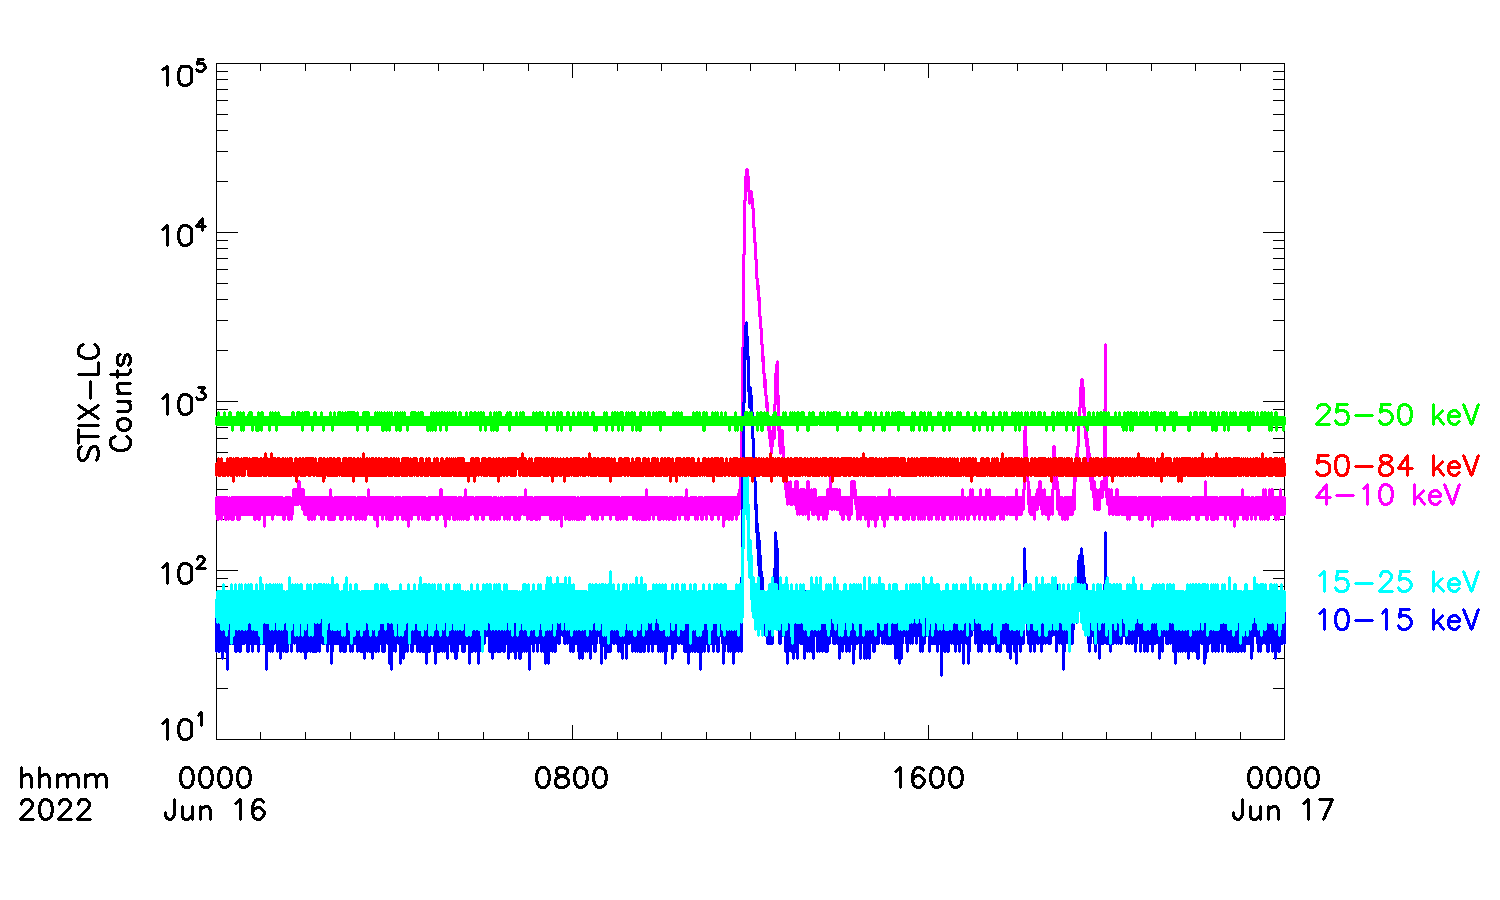 10^5
10^4
10^3
10^2
10^1
STIX-LC
Counts
25-50 keV
50-84 keV
4-10 keV
15-25 keV
10-15 keV
hhmm 0000 0800 1600 0000
2022 Jun 16 Jun 17